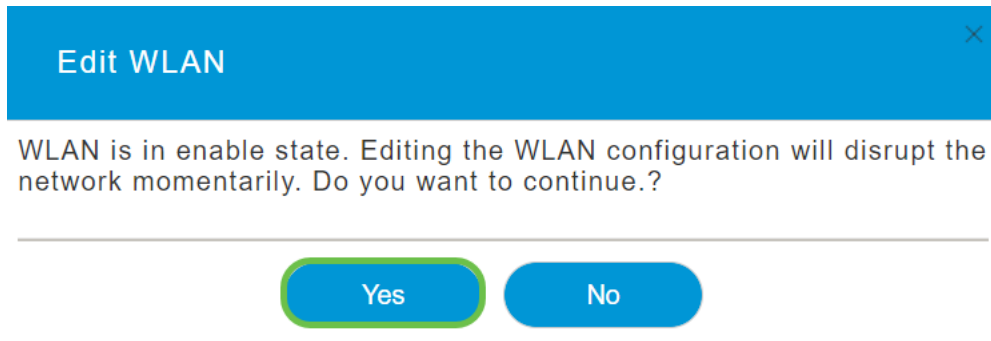 Edit WLAN
WLAN is in enable state. Editing the WLAN configuration will disrupt the
network momentarily. Do you want to continue.?
Yes
No